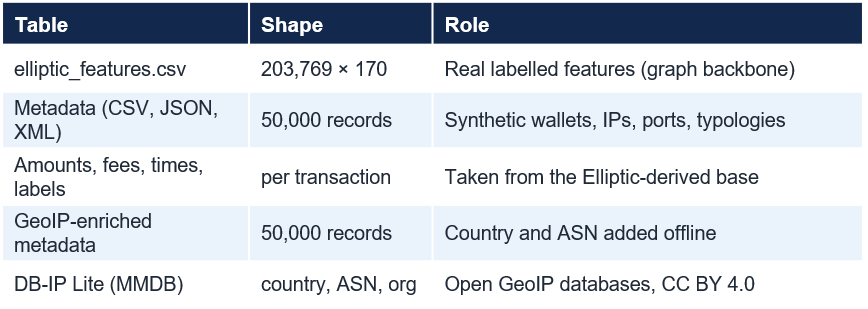 Table Shape Role
elliptic_features.csv 203,769 × 170 Real labelled features (graph backbone)
Metadata (CSV, JSON,
XML) 50,000 records Synthetic wallets, IPs, ports, typologies
Amounts, fees, times,
labels per transaction Taken from the Elliptic-derived base
GeoIP-enriched
metadata 50,000 records Country and ASN added offline
DB-IP Lite (MMDB) country, ASN, org Open GeoIP databases, CC BY 4.0